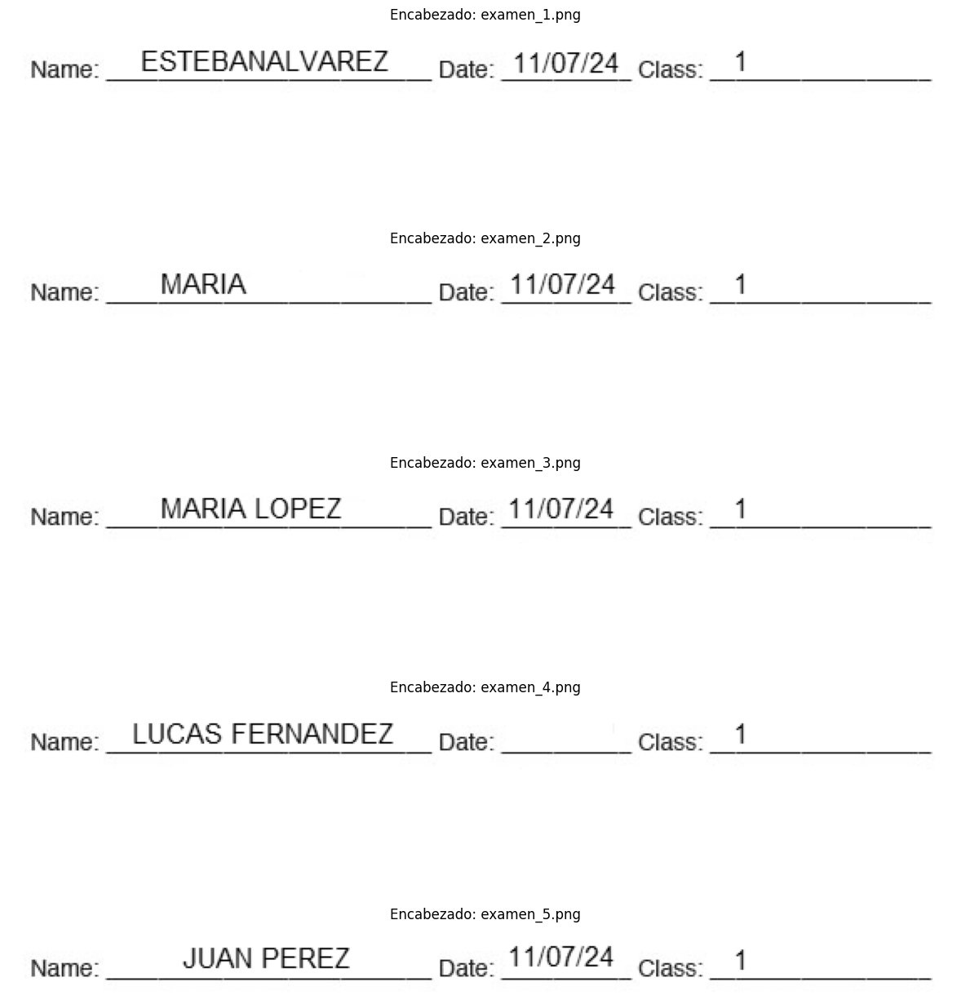 Encabezado: examen_1.png
Name: ESTEBANALVAREZ Date: 11/07/24 Class: 1
Encabezado: examen_2.png
Name: MARIA Date: 11/07/24 Class: 1
Encabezado: examen_3.png
Name: MARIA LOPEZ Date: 11/07/24 Class: 1
Encabezado: examen_4.png
Name: LUCAS FERNANDEZ Date: Class: 1
Encabezado: examen_5.png
Name: JUAN PEREZ Date: 11/07/24 Class: 1